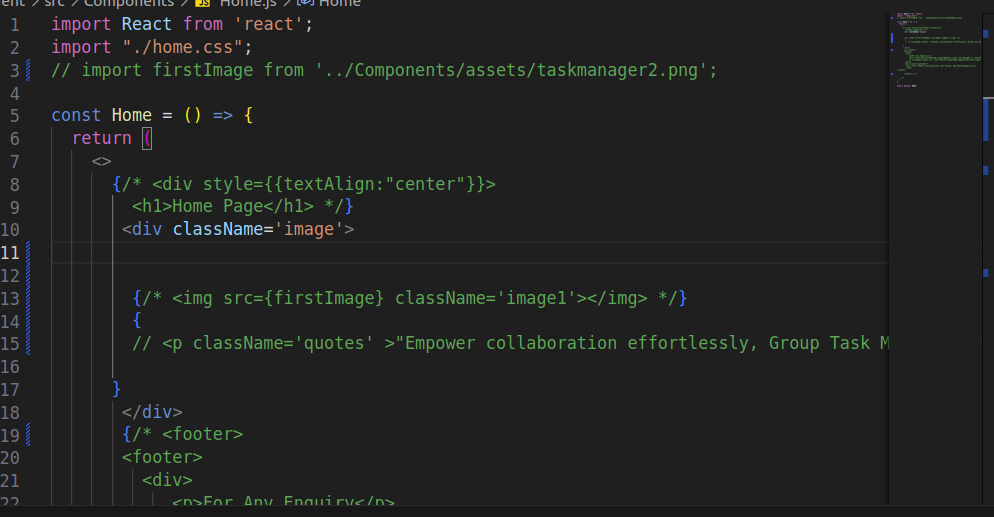 ent > src > Components > JS Home.js > Home
1 import React from 'react';
2 import "./home.css";
3 // import firstImage from '../Components/assets/taskmanager2.png';
4
5 const Home = () => {
6 return (
7 <>
8 {/* <div style={{textAlign:"center"}}>
9 <h1>Home Page</h1> */}
10 <div className='image'>
11
12
13 {/* <img src={firstImage} className='image1'></img> */}
14 {
15 // <p className='quotes' >"Empower collaboration effortlessly, Group Task M
16
17 }
18 </div>
19 {/* <footer>
20 <footer>
21 <div>
22 <p>For Any Enquiry</p>